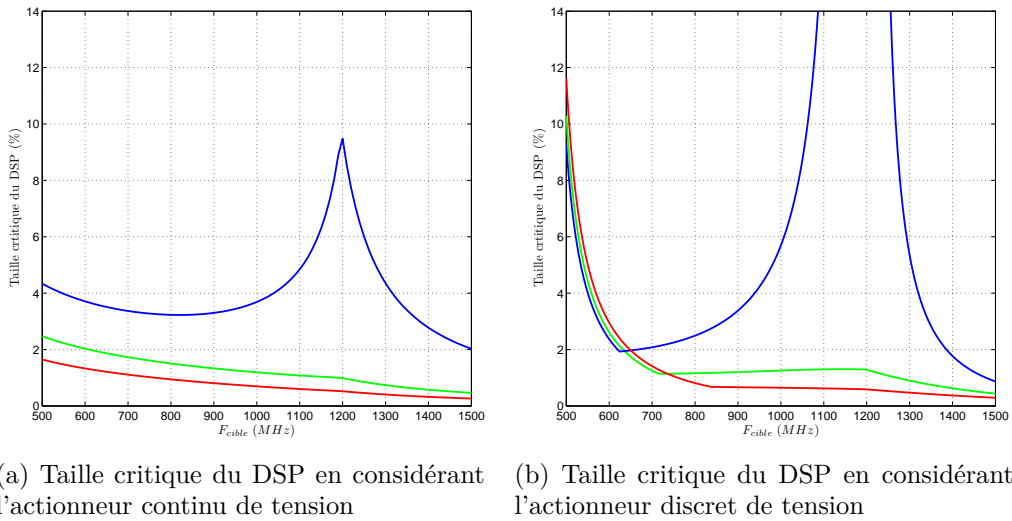 14
12
10
8
6
4
2
0
Taille crtitique du DSP (%)
500 600 700 800 900 1000 1100 1200 1300 1400 1500
F_cible (MHz)
14
12
10
8
6
4
2
0
Taille crtitique du DSP (%)
500 600 700 800 900 1000 1100 1200 1300 1400 1500
F_cible (MHz)
(a) Taille critique du DSP en considérant
l'actionneur continu de tension
(b) Taille critique du DSP en considérant
l'actionneur discret de tension